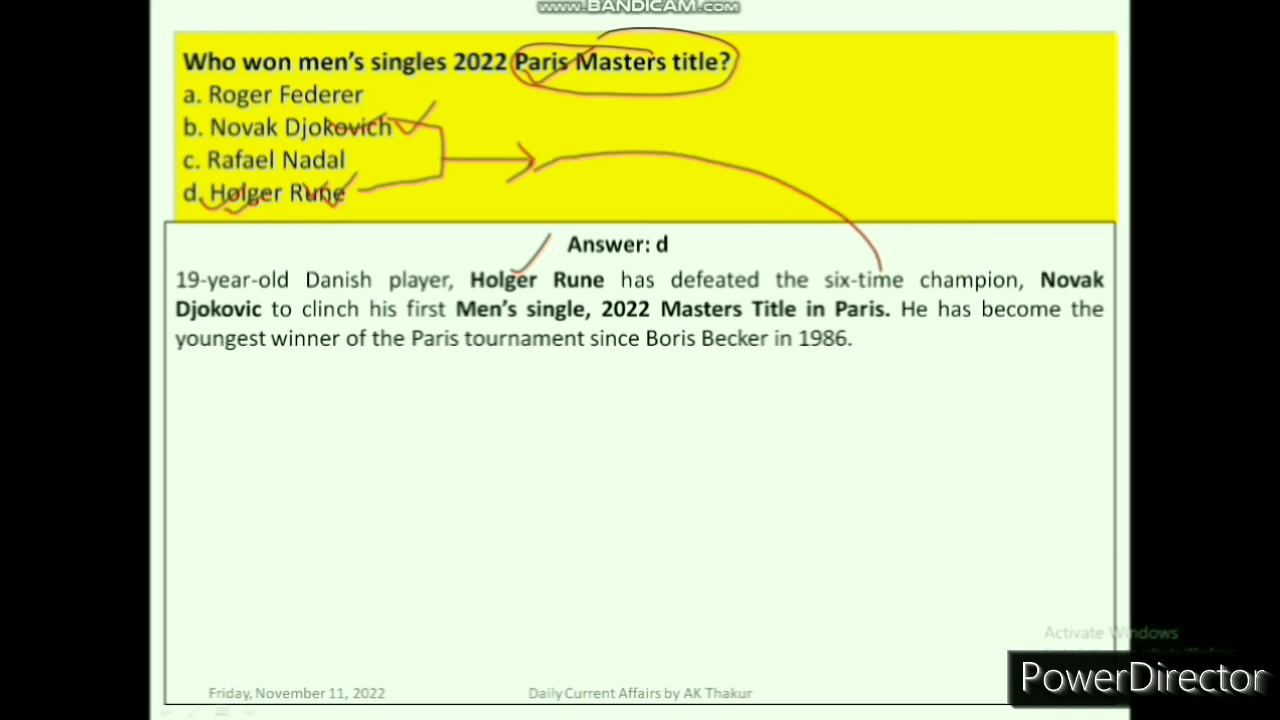 www.BANDICAM.com
Who won men's singles 2022 Paris Masters title?
a. Roger Federer
b. Novak Djokovich
c. Rafael Nadal
d. Holger Rune
Answer: d
19-year-old Danish player, Holger Rune has defeated the six-time champion, Novak
Djokovic to clinch his first Men's single, 2022 Masters Title in Paris. He has become the
youngest winner of the Paris tournament since Boris Becker in 1986.
Activate Windows
PowerDirector
Friday, November 11, 2022
Daily Current Affairs by AK Thakur